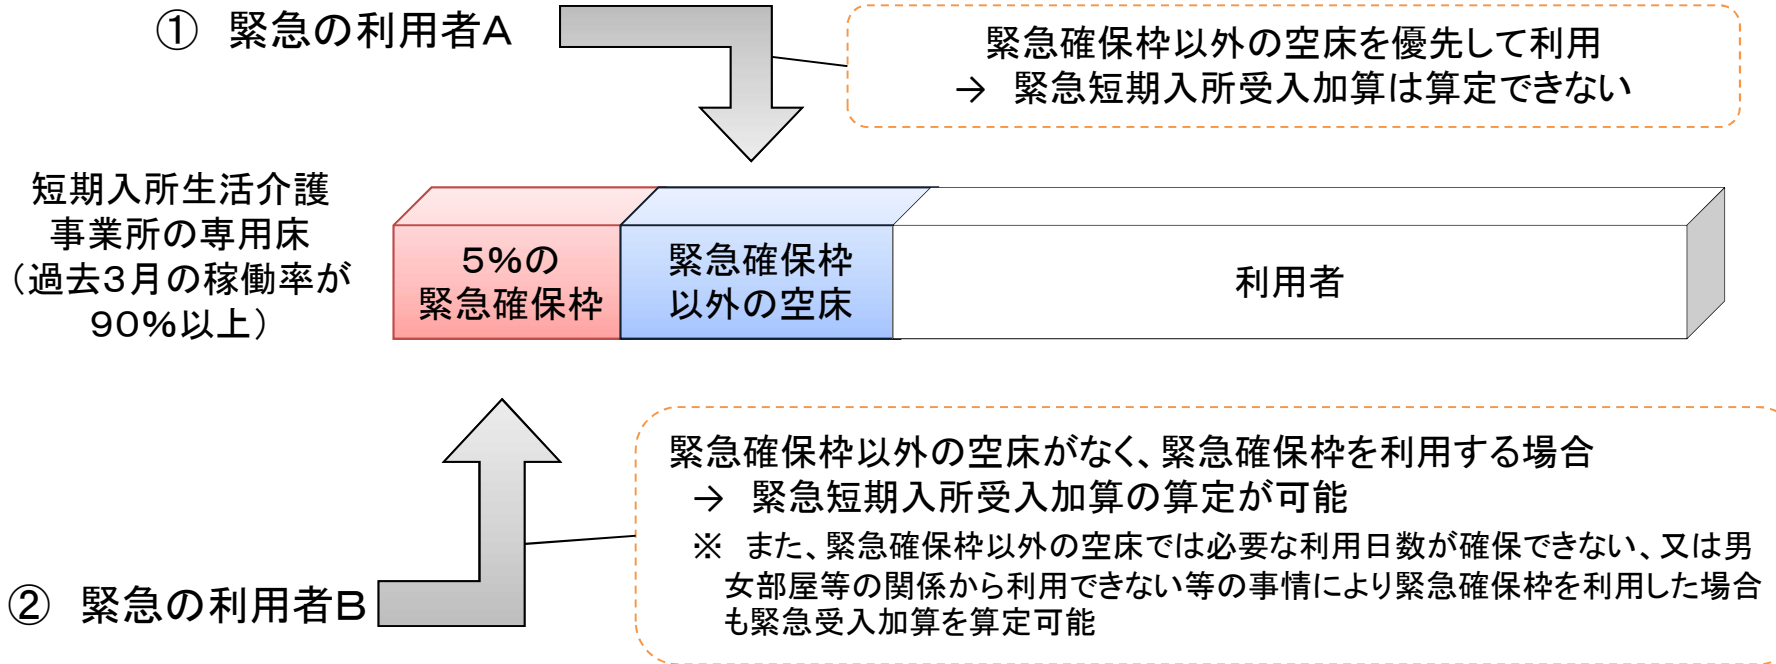 ① 緊急の利用者A
緊急確保枠以外の空床を優先して利用
→ 緊急短期入所受入加算は算定できない
短期入所生活介護
事業所の専用床
(過去3月の稼働率が
90%以上)
5%の
緊急確保枠
緊急確保枠
以外の空床
利用者
緊急確保枠以外の空床がなく、緊急確保枠を利用する場合
→ 緊急短期入所受入加算の算定が可能
※ また、緊急確保枠以外の空床では必要な利用日数が確保できない、又は男
女部屋等の関係から利用できない等の事情により緊急確保枠を利用した場合
も緊急受入加算を算定可能
② 緊急の利用者B